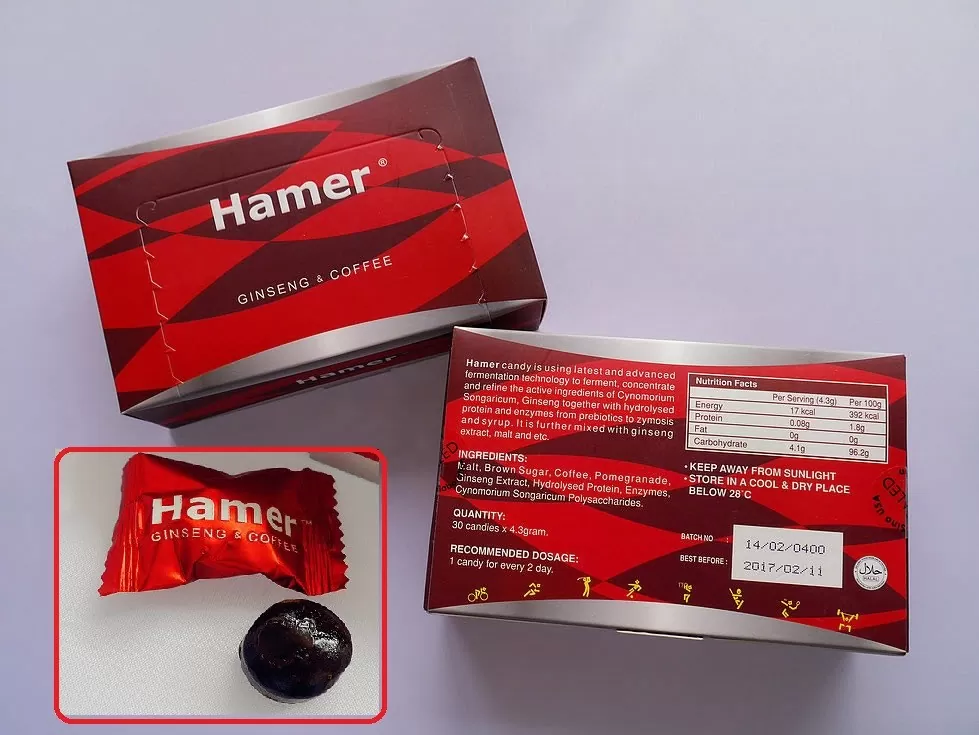 Hamer®
GINSENG & COFFEE
Hamer
Hamer candy is using latest and advanced
fermentation technology to ferment, concentrate
and refine the active ingredients of Cynomorium
Songaricum, Ginseng together with hydrolysed
protein and enzymes from prebiotics to zymosis
and syrup. It is further mixed with ginseng
extract, malt and etc.
INGREDIENTS:
Malt, Brown Sugar, Coffee, Pomegranade,
Ginseng Extract, Hydrolysed Protein, Enzymes,
Cynomorium Songaricum Polysaccharides.
QUANTITY:
30 candies x 4.3gram.
RECOMMENDED DOSAGE:
1 candy for every 2 day.
Nutrition Facts
Per Serving (4.3g) Per 100g
Energy 17 kcal 392 kcal
Protein 0.08g 1.8g
Fat 0g 0g
Carbohydrate 4.1g 96.2g
• KEEP AWAY FROM SUNLIGHT
• STORE IN A COOL & DRY PLACE
BELOW 28°C
BATCH NO : 14/02/0400
BEST BEFORE : 2017/02/11
حلال
HALAL
Hamer™
GINSENG & COFFEE